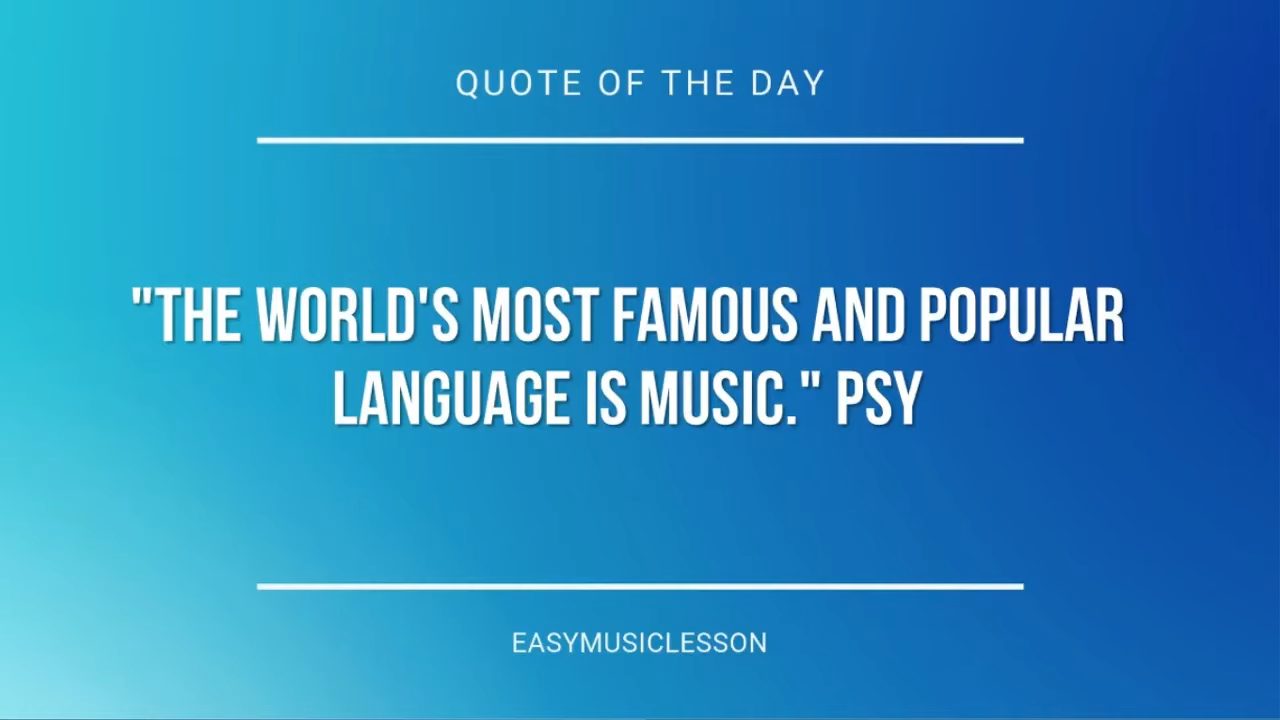 QUOTE OF THE DAY
"THE WORLD'S MOST FAMOUS AND POPULAR
LANGUAGE IS MUSIC." PSY
EASYMUSICLESSON